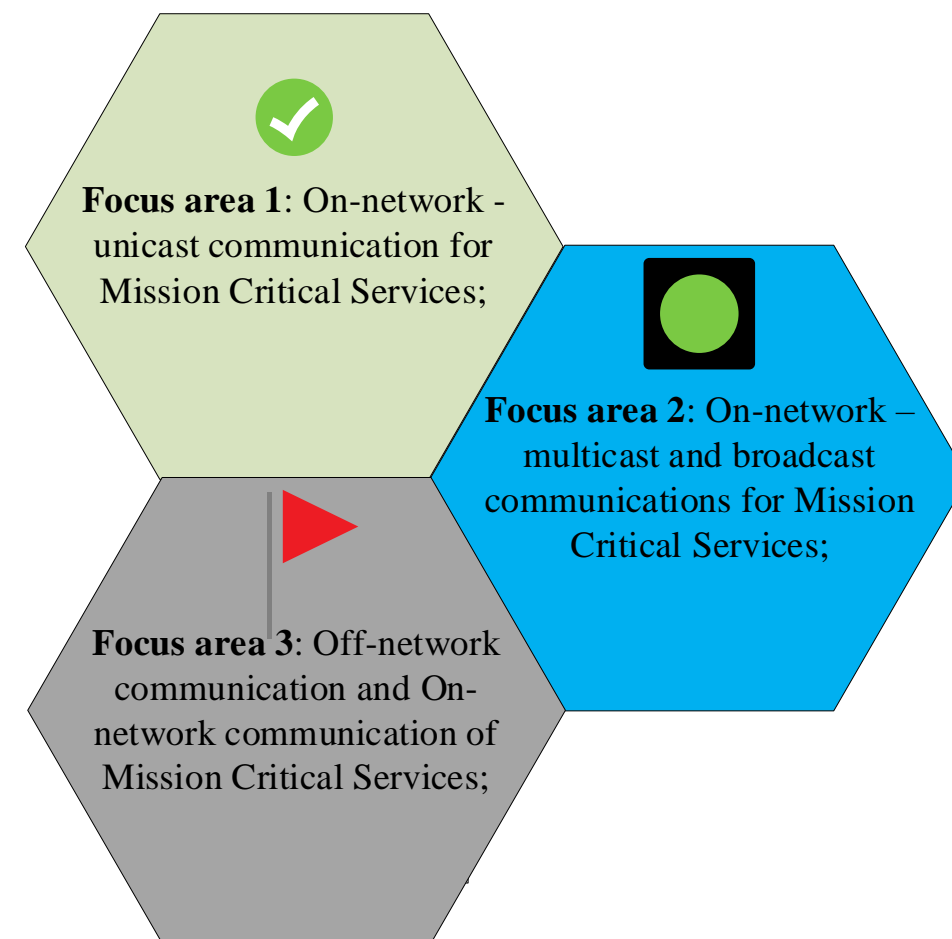 Focus area 1: On-network -
unicast communication for
Mission Critical Services;
Focus area 2: On-network –
multicast and broadcast
communications for Mission
Critical Services;
Focus area 3: Off-network
communication and On-
network communication of
Mission Critical Services;